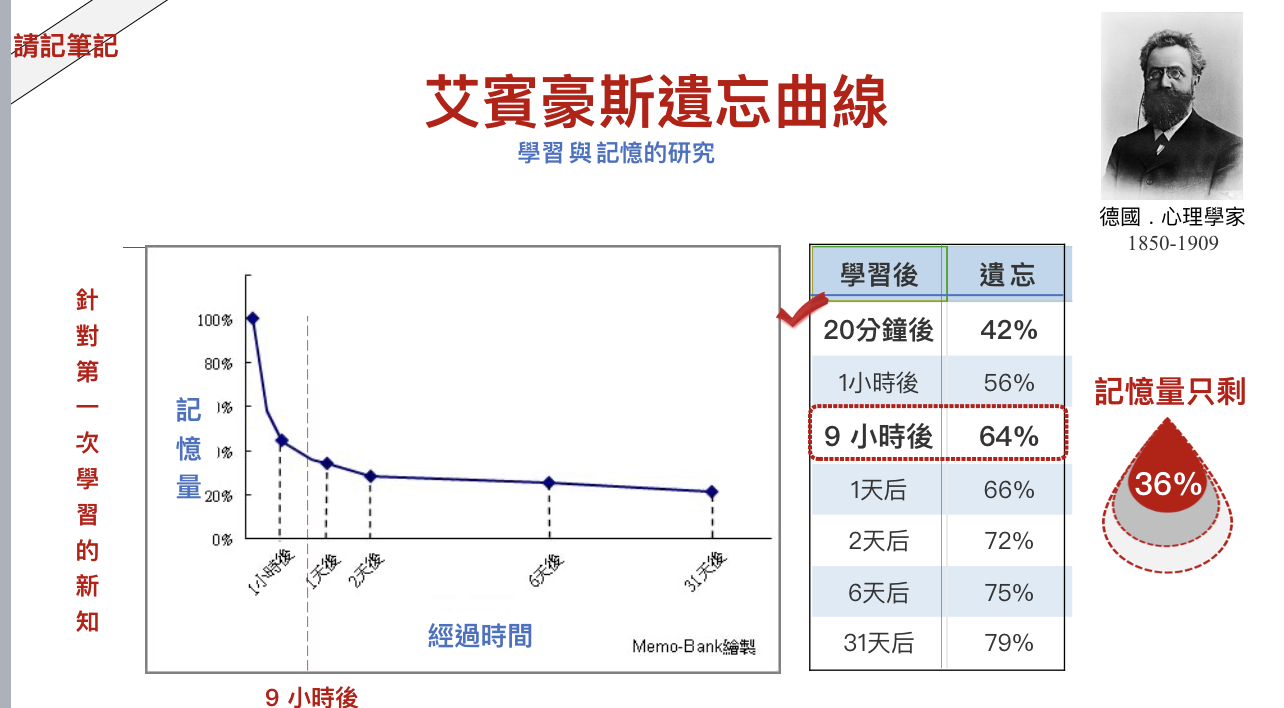 請記筆記
艾賓豪斯遺忘曲線
學習與記憶的研究
德國．心理學家
1850-1909
針對第一次學習的新知
記憶量
100%
80%
20%
0%
1小時後
1天後
2天後
6天後
31天後
經過時間
Memo-Bank繪製
9 小時後
學習後 遺忘
20分鐘後 42%
1小時後 56%
9 小時後 64%
1天后 66%
2天后 72%
6天后 75%
31天后 79%
記憶量只剩
36%